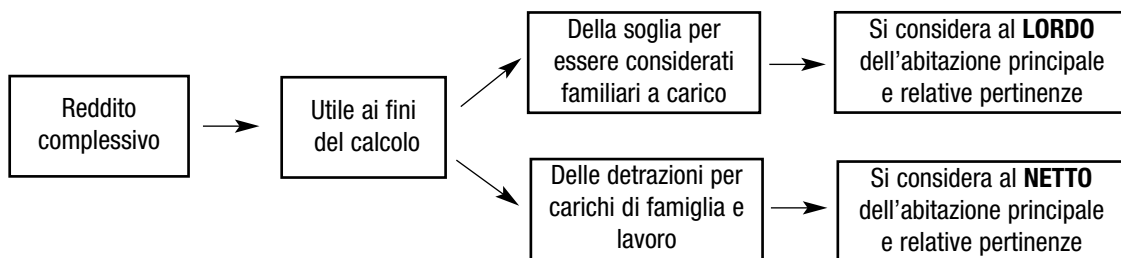 Reddito
complessivo
Utile ai fini
del calcolo
Della soglia per
essere considerati
familiari a carico
Si considera al LORDO
dell'abitazione principale
e relative pertinenze
Delle detrazioni per
carichi di famiglia e
lavoro
Si considera al NETTO
dell'abitazione principale
e relative pertinenze